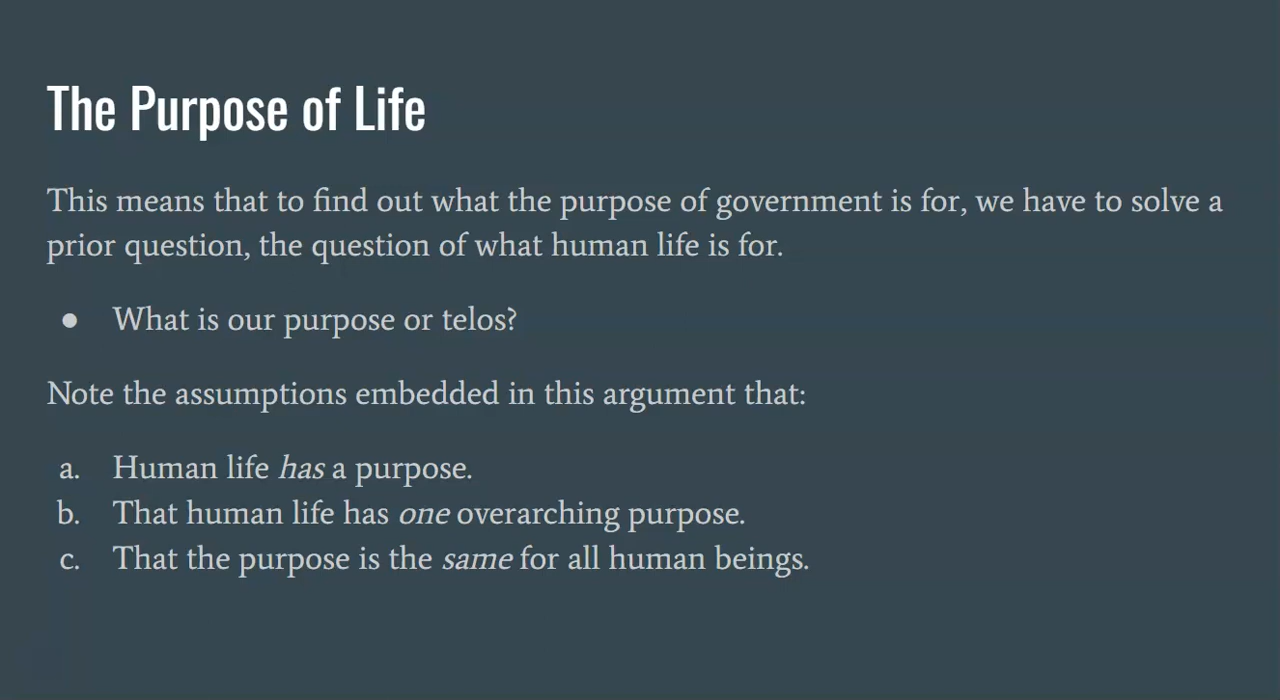 The Purpose of Life
This means that to find out what the purpose of government is for, we have to solve a
prior question, the question of what human life is for.
● What is our purpose or telos?
Note the assumptions embedded in this argument that:
a. Human life has a purpose.
b. That human life has one overarching purpose.
c. That the purpose is the same for all human beings.